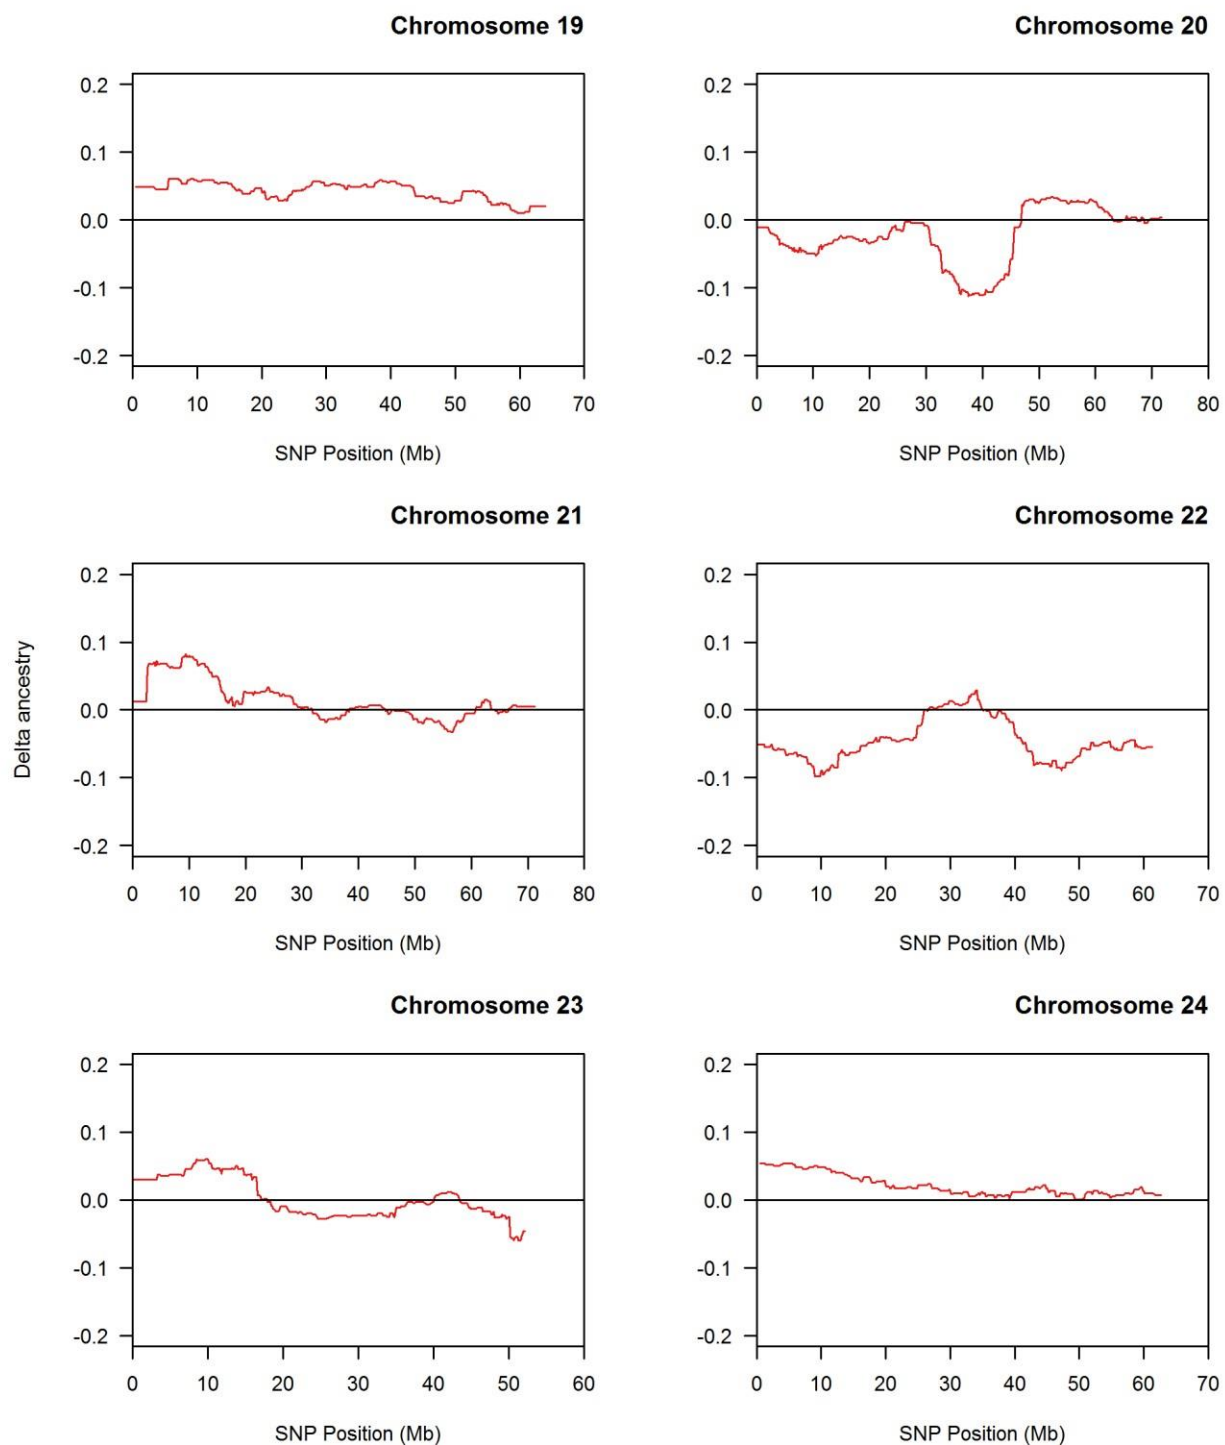 Chromosome 19
0.2
0.1
0.0
-0.1
-0.2
0 10 20 30 40 50 60 70
SNP Position (Mb)
Chromosome 20
0.2
0.1
0.0
-0.1
-0.2
0 10 20 30 40 50 60 70 80
SNP Position (Mb)
Delta ancestry
Chromosome 21
0.2
0.1
0.0
-0.1
-0.2
0 10 20 30 40 50 60 70 80
SNP Position (Mb)
Chromosome 22
0.2
0.1
0.0
-0.1
-0.2
0 10 20 30 40 50 60 70
SNP Position (Mb)
Chromosome 23
0.2
0.1
0.0
-0.1
-0.2
0 10 20 30 40 50 60
SNP Position (Mb)
Chromosome 24
0.2
0.1
0.0
-0.1
-0.2
0 10 20 30 40 50 60 70
SNP Position (Mb)